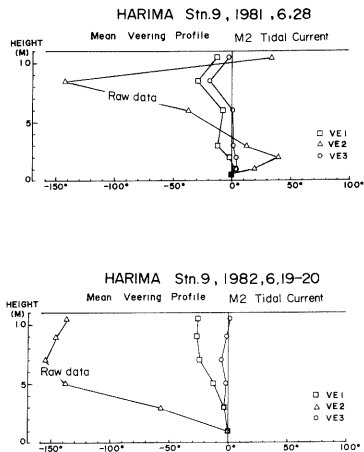 HARIMA Stn.9, 1981, 6.28
HEIGHT
(M)
Mean Veering Profile M2 Tidal Current
10
5
0
Raw data
□ VE1
△ VE2
○ VE3
-150° -100° -50° 0° 50° 100°
HARIMA Stn.9, 1982,6,19-20
HEIGHT
(M)
Mean Veering Profile M2 Tidal Current
10
5
0
Raw data
□ VE1
△ VE2
○ VE3
-150° -100° -50° 0° 50° 100°